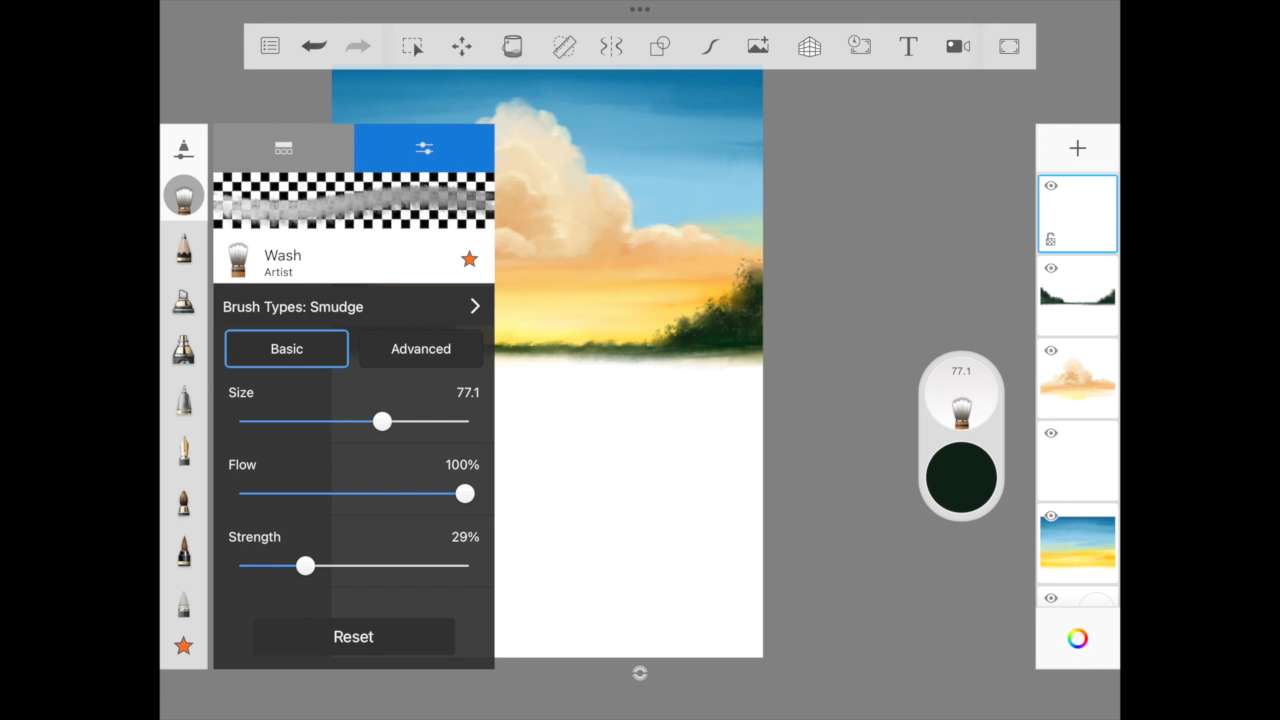 T
Wash
Artist
Brush Types: Smudge
Basic
Advanced
Size
77.1
Flow
100%
Strength
29%
Reset
77.1